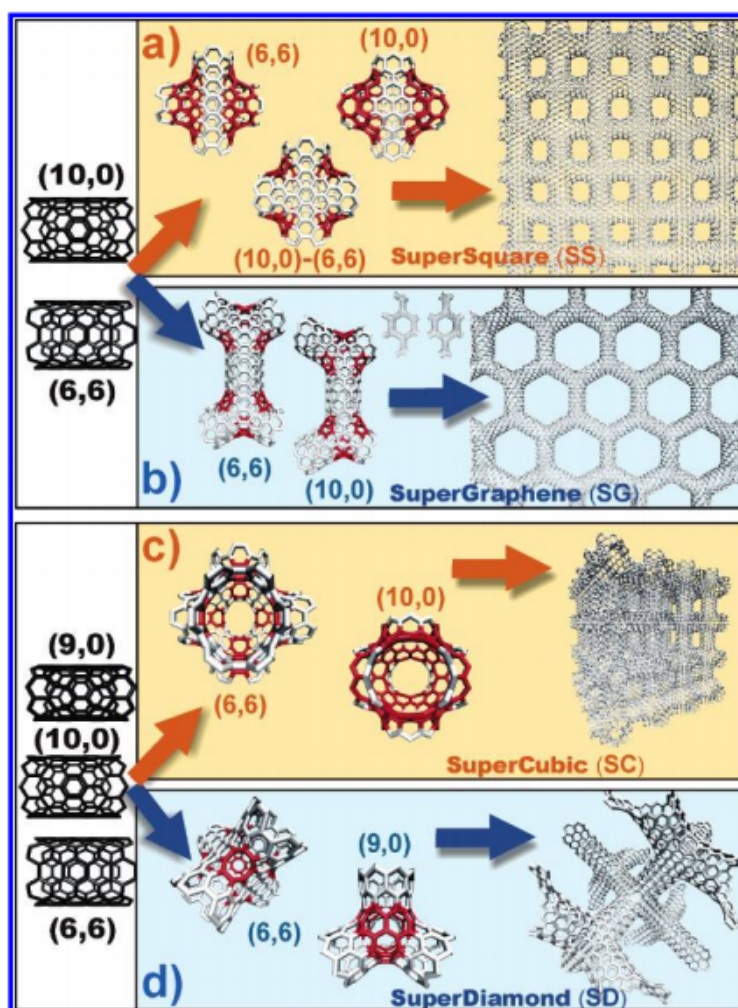 a)
(6,6)
(10,0)
(10,0)
(10,0)-(6,6)
SuperSquare (SS)
(6,6)
(6,6)
(10,0)
b)
SuperGraphene (SG)
c)
(10,0)
(9,0)
(10,0)
(6,6)
SuperCubic (SC)
(9,0)
(6,6)
(6,6)
d)
SuperDiamond (SD)